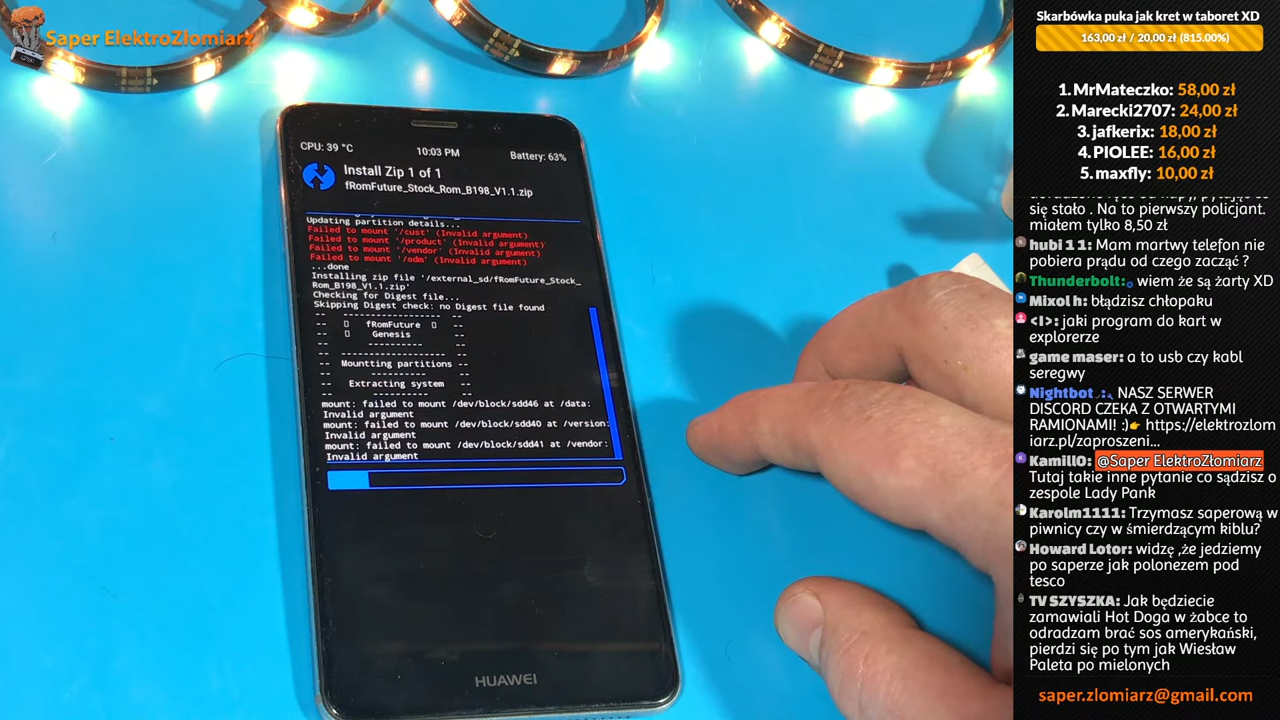 Saper ElektroZłomiarz
CPU: 39 °C
10:03 PM
Battery: 63%
Install Zip 1 of 1
fRomFuture_Stock_Rom_B198_V1.1.zip
Updating partition details...
Failed to mount '/cust' (Invalid argument)
Failed to mount '/product' (Invalid argument)
Failed to mount '/vendor' (Invalid argument)
Failed to mount '/odm' (Invalid argument)
...done
Installing zip file '/external_sd/fRomFuture_Stock_
Rom_B198_V1.1.zip'
Checking for Digest file...
Skipping Digest check: no Digest file found
-- ------------------ --
-- fRomFuture --
-- Genesis --
-- ---------- --
-- ------------------ --
-- Mountting partitions --
-- ---------- --
-- Extracting system --
mount: failed to mount /dev/block/sdd46 at /data:
Invalid argument
mount: failed to mount /dev/block/sdd40 at /version:
Invalid argument
mount: failed to mount /dev/block/sdd41 at /vendor:
Invalid argument
HUAWEI
Skarbówka puka jak kret w taboret XD
163,00 zł / 20,00 zł (815.00%)
1. MrMateczko: 58,00 zł
2. Marecki2707: 24,00 zł
3. jafkerix: 18,00 zł
4. PIOLEE: 16,00 zł
5. maxfly: 10,00 zł
się stało . Na to pierwszy policjant.
miałem tylko 8,50 zł
hubi 1 1: Mam martwy telefon nie
pobiera prądu od czego zacząć ?
Thunderbolt: wiem że są żarty XD
Mixol h: błądzisz chłopaku
<I>: jaki program do kart w
explorerze
game maser: a to usb czy kabl
seregwy
Nightbot : NASZ SERWER
DISCORD CZEKA Z OTWARTYMI
RAMIONAMI! :)👉 https://elektrozlom
iarz.pl/zaproszeni...
KamillO: @Saper ElektroZłomiarz
Tutaj takie inne pytanie co sądzisz o
zespole Lady Pank
Karolm1111: Trzymasz saperową w
piwnicy czy w śmierdzącym kiblu?
Howard Lotor: widzę ,że jedziemy
po saperze jak polonezem pod
tesco
TV SZYSZKA: Jak będziecie
zamawiali Hot Doga w żabce to
odradzam brać sos amerykański,
pierdzi się po tym jak Wiesław
Paleta po mielonych
saper.zlomiarz@gmail.com